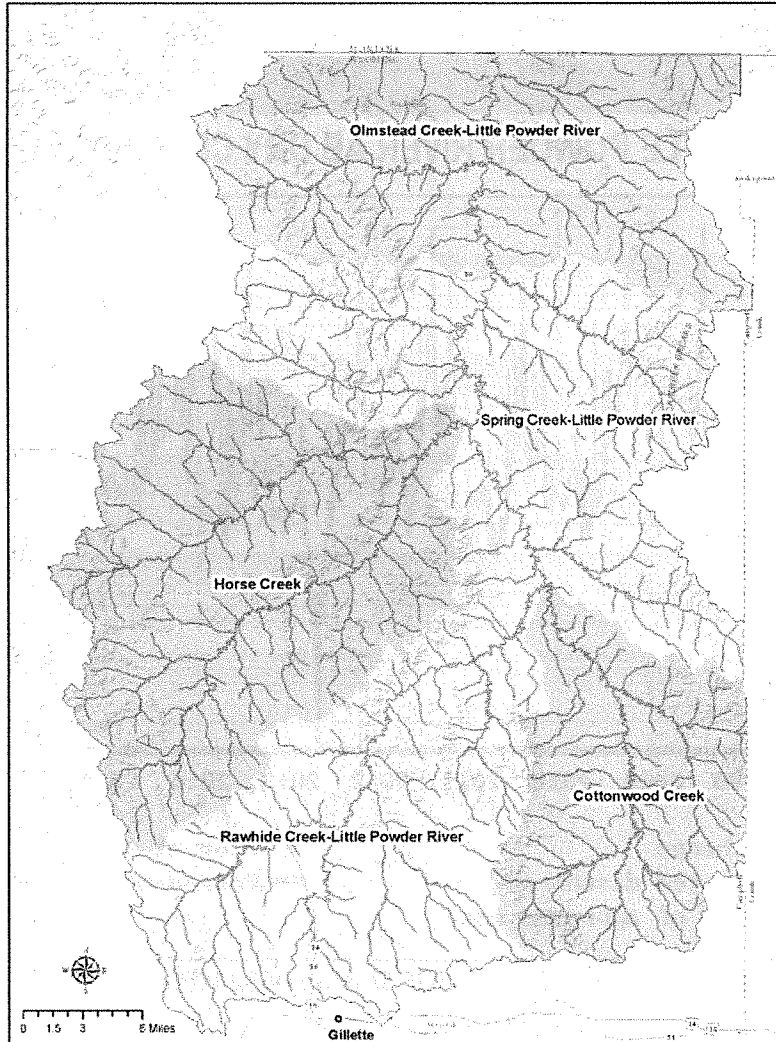 Olmstead Creek-Little Powder River
Spring Creek-Little Powder River
Horse Creek
Cottonwood Creek
Rawhide Creek-Little Powder River
N
W E
S
0 1.5 3 6 Miles
Gillette